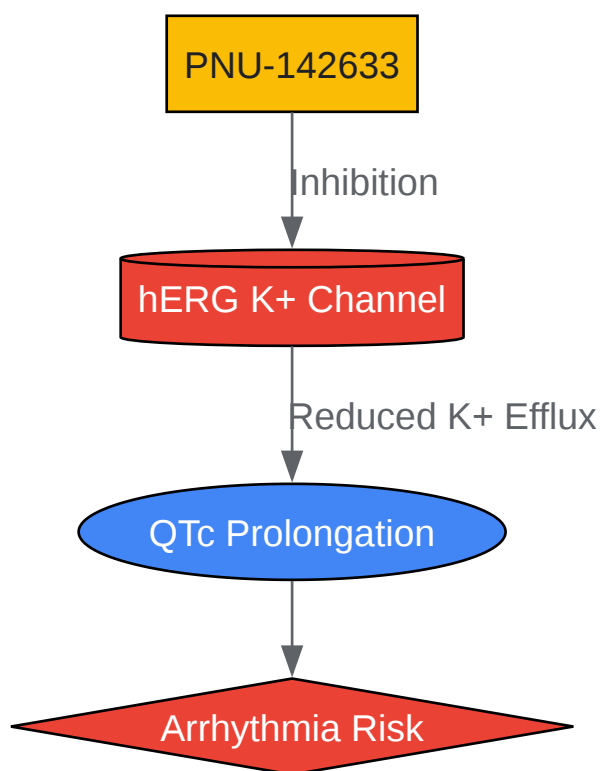 PNU-142633
Inhibition
hERG K+ Channel
Reduced K+ Efflux
QTc Prolongation
Arrhythmia Risk